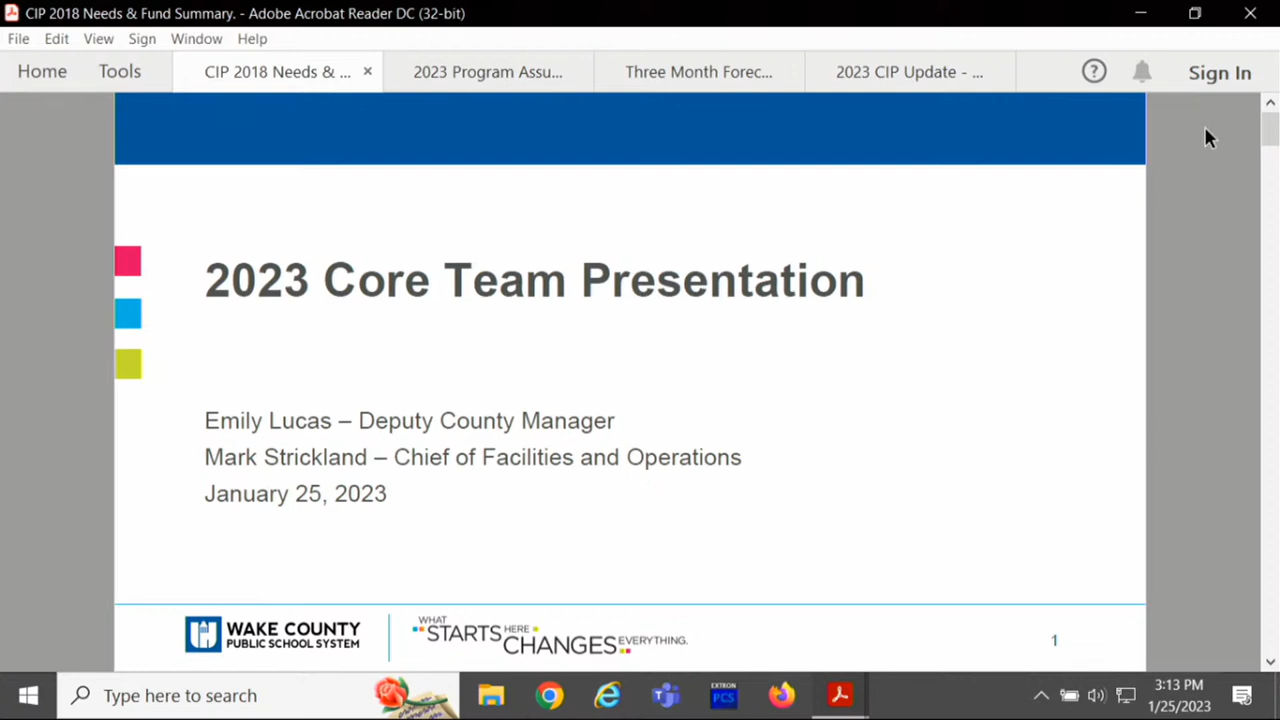 CIP 2018 Needs & Fund Summary. - Adobe Acrobat Reader DC (32-bit)
File Edit View Sign Window Help
Home Tools CIP 2018 Needs & ... × 2023 Program Assu... Three Month Forec... 2023 CIP Update - ... ? Sign In
2023 Core Team Presentation
Emily Lucas – Deputy County Manager
Mark Strickland – Chief of Facilities and Operations
January 25, 2023
WAKE COUNTY
PUBLIC SCHOOL SYSTEM
WHAT
STARTS HERE
CHANGES EVERYTHING.
1
Type here to search
EXTRON
PCS
3:13 PM
1/25/2023